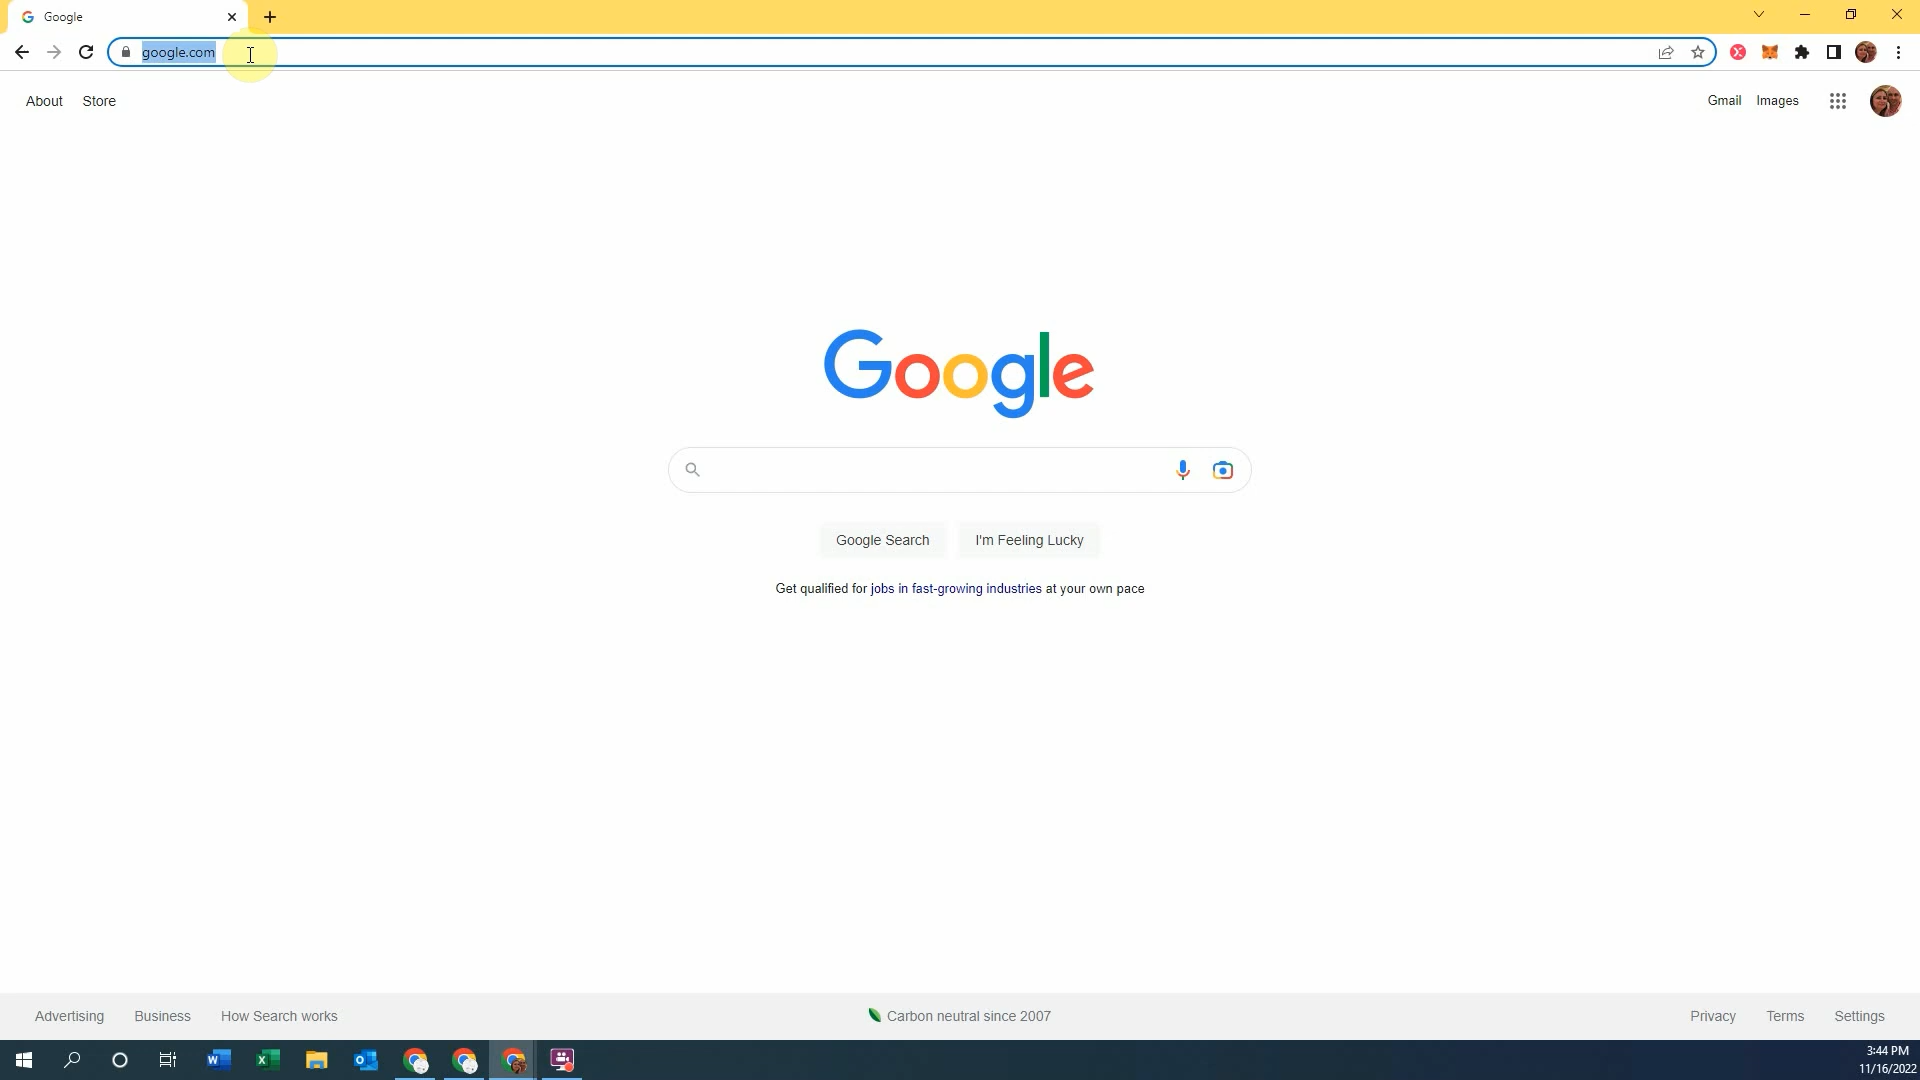 Google
google.com
About Store
Gmail Images
Google
Google Search I'm Feeling Lucky
Get qualified for jobs in fast-growing industries at your own pace
Advertising Business How Search works
Carbon neutral since 2007
Privacy Terms Settings
3:44 PM
11/16/2022